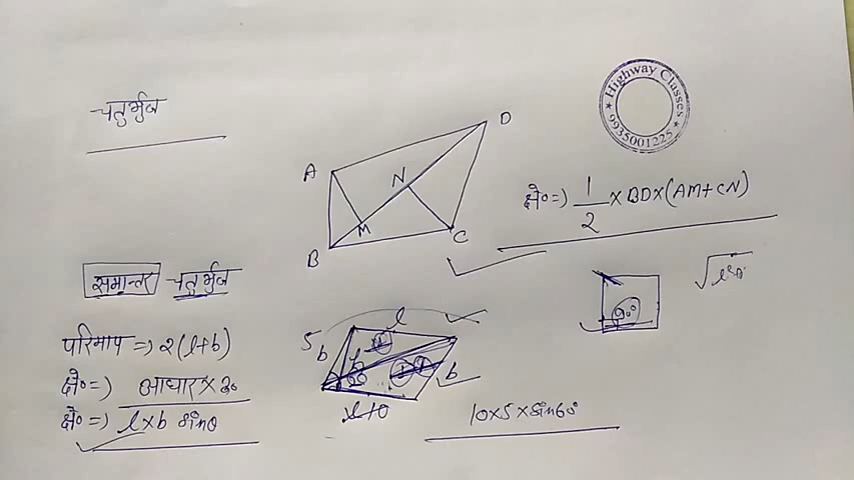 चतुर्भुज
Highway Classes
★ 9935001225 ★
A
B
C
D
M
N
क्षे० => 1/2 × BD × (AM + CN)
समान्तर चतुर्भुज
परिमाप => 2(l+b)
क्षे० => आधार × उ०
क्षे० => l×b sinθ
5
b
l
h
b
10
90°
10×5×sin60°